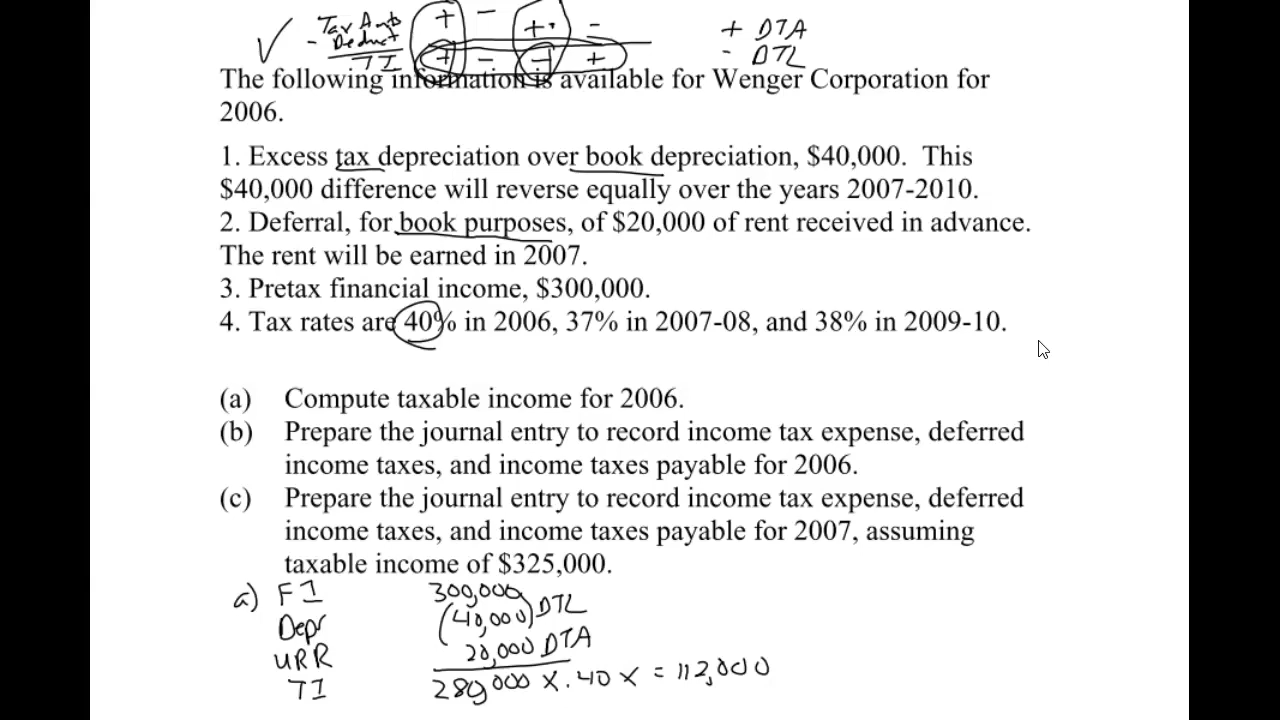 ✓ Tax Amt + − + −
− Deduct
TI + − + +
+ DTA
− DTL
The following information is available for Wenger Corporation for
2006.
1. Excess tax depreciation over book depreciation, $40,000. This
$40,000 difference will reverse equally over the years 2007-2010.
2. Deferral, for book purposes, of $20,000 of rent received in advance.
The rent will be earned in 2007.
3. Pretax financial income, $300,000.
4. Tax rates are 40% in 2006, 37% in 2007-08, and 38% in 2009-10.
(a) Compute taxable income for 2006.
(b) Prepare the journal entry to record income tax expense, deferred
income taxes, and income taxes payable for 2006.
(c) Prepare the journal entry to record income tax expense, deferred
income taxes, and income taxes payable for 2007, assuming
taxable income of $325,000.
a) FI 300,000
Depr (40,000) DTL
URR 20,000 DTA
TI 280,000 x .40 x = 112,000